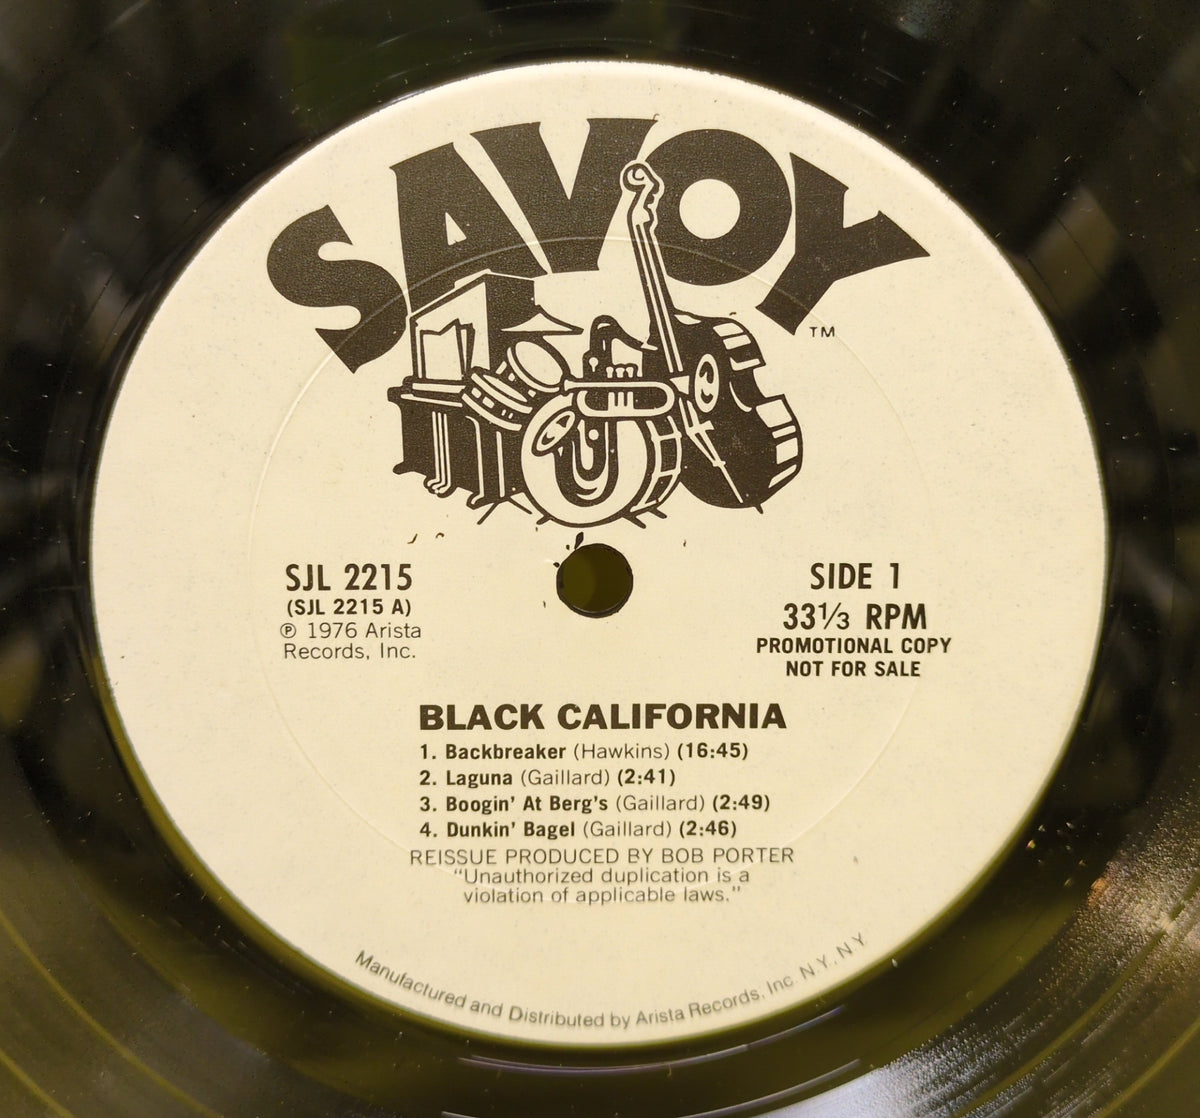 SAVOY
TM
SJL 2215
(SJL 2215 A)
℗ 1976 Arista
Records, Inc.
SIDE 1
33⅓ RPM
PROMOTIONAL COPY
NOT FOR SALE
BLACK CALIFORNIA
1. Backbreaker (Hawkins) (16:45)
2. Laguna (Gaillard) (2:41)
3. Boogin' At Berg's (Gaillard) (2:49)
4. Dunkin' Bagel (Gaillard) (2:46)
REISSUE PRODUCED BY BOB PORTER
"Unauthorized duplication is a
violation of applicable laws."
Manufactured and Distributed by Arista Records, Inc. N.Y., N.Y.